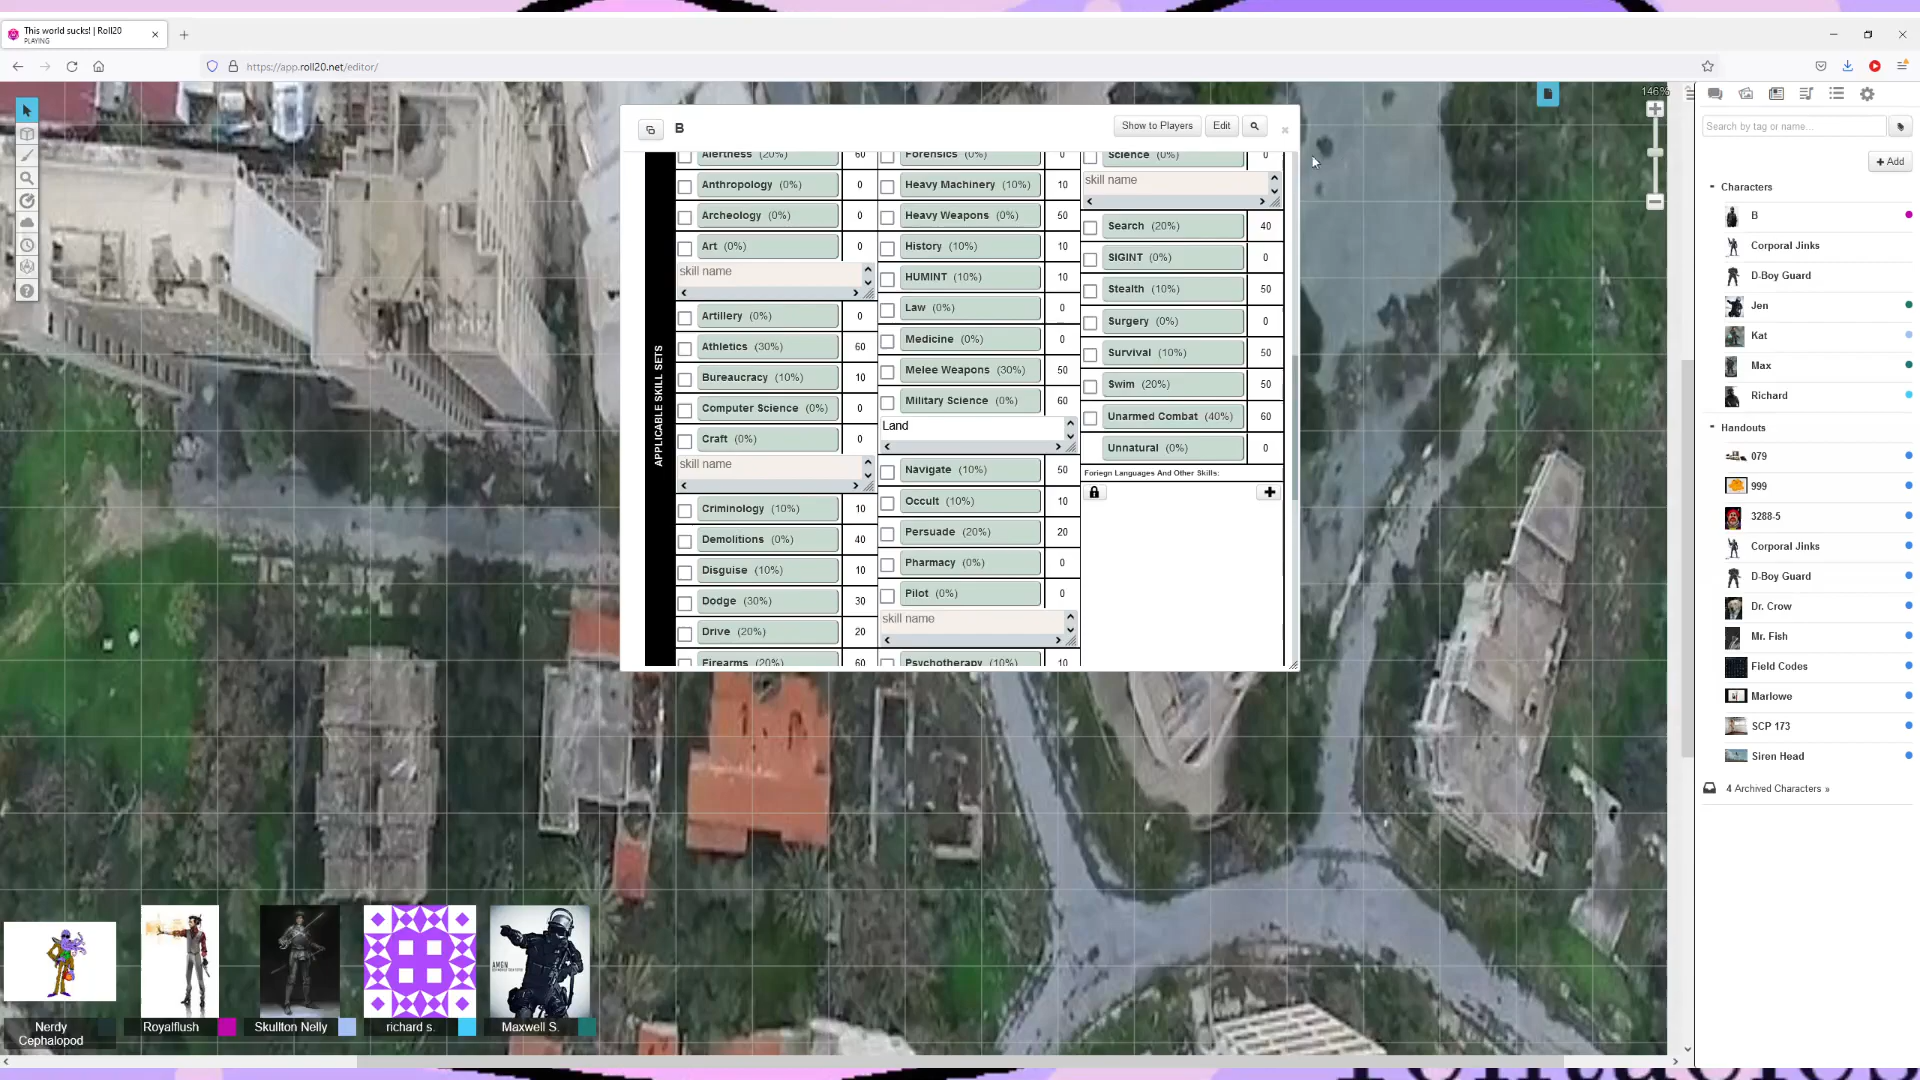 This world sucks! | Roll20
PLAYING
https://app.roll20.net/editor/
146%
B
Show to Players
Edit
APPLICABLE SKILL SETS
Alertness (20%) 60
Anthropology (0%) 0
Archeology (0%) 0
Art (0%) 0
skill name
Artillery (0%) 0
Athletics (30%) 60
Bureaucracy (10%) 10
Computer Science (0%) 0
Craft (0%) 0
skill name
Criminology (10%) 10
Demolitions (0%) 40
Disguise (10%) 10
Dodge (30%) 30
Drive (20%) 20
Firearms (20%) 60
Forensics (0%) 0
Heavy Machinery (10%) 10
Heavy Weapons (0%) 50
History (10%) 10
HUMINT (10%) 10
Law (0%) 0
Medicine (0%) 0
Melee Weapons (30%) 50
Military Science (0%) 60
Land
Navigate (10%) 50
Occult (10%) 10
Persuade (20%) 20
Pharmacy (0%) 0
Pilot (0%) 0
skill name
Psychotherapy (10%) 10
Science (0%) 0
skill name
Search (20%) 40
SIGINT (0%) 0
Stealth (10%) 50
Surgery (0%) 0
Survival (10%) 50
Swim (20%) 50
Unarmed Combat (40%) 60
Unnatural (0%) 0
Foriegn Languages And Other Skills:
Search by tag or name...
+ Add
Characters
B
Corporal Jinks
D-Boy Guard
Jen
Kat
Max
Richard
Handouts
079
999
3288-5
Corporal Jinks
D-Boy Guard
Dr. Crow
Mr. Fish
Field Codes
Marlowe
SCP 173
Siren Head
4 Archived Characters »
Nerdy
Cephalopod
Royalflush
Skullton Nelly
richard s.
Maxwell S.